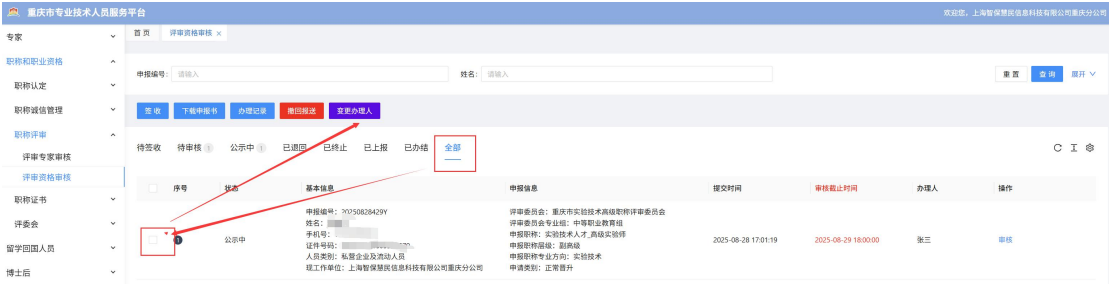 重庆市专业技术人员服务平台
欢迎您，上海智保慧民信息科技有限公司重庆分公司
专家
首页 评审资格审核 ×
职称和职业资格
职称认定
申报编号： 请输入 姓名： 请输入 重置 查询 展开
职称诚信管理
签收 下载申报书 办理记录 撤回报送 变更办理人
职称评审
待签收 待审核 1 公示中 1 已退回 已终止 已上报 已办结 全部
评审专家审核
评审资格审核
序号 状态 基本信息 申报信息 提交时间 审核截止时间 办理人 操作
职称证书
评委会
留学回国人员
博士后
1 公示中
申报编号：20250828429Y
姓名：
手机号：
证件号码：
人员类别：私营企业及流动人员
现工作单位：上海智保慧民信息科技有限公司重庆分公司
评审委员会：重庆市实验技术高级职称评审委员会
评审委员会专业组：中等职业教育组
申报职称：实验技术人才_高级实验师
申报职称层级：副高级
申报职称专业方向：实验技术
申请类别：正常晋升
2025-08-28 17:01:19 2025-08-29 18:00:00 张三 审核